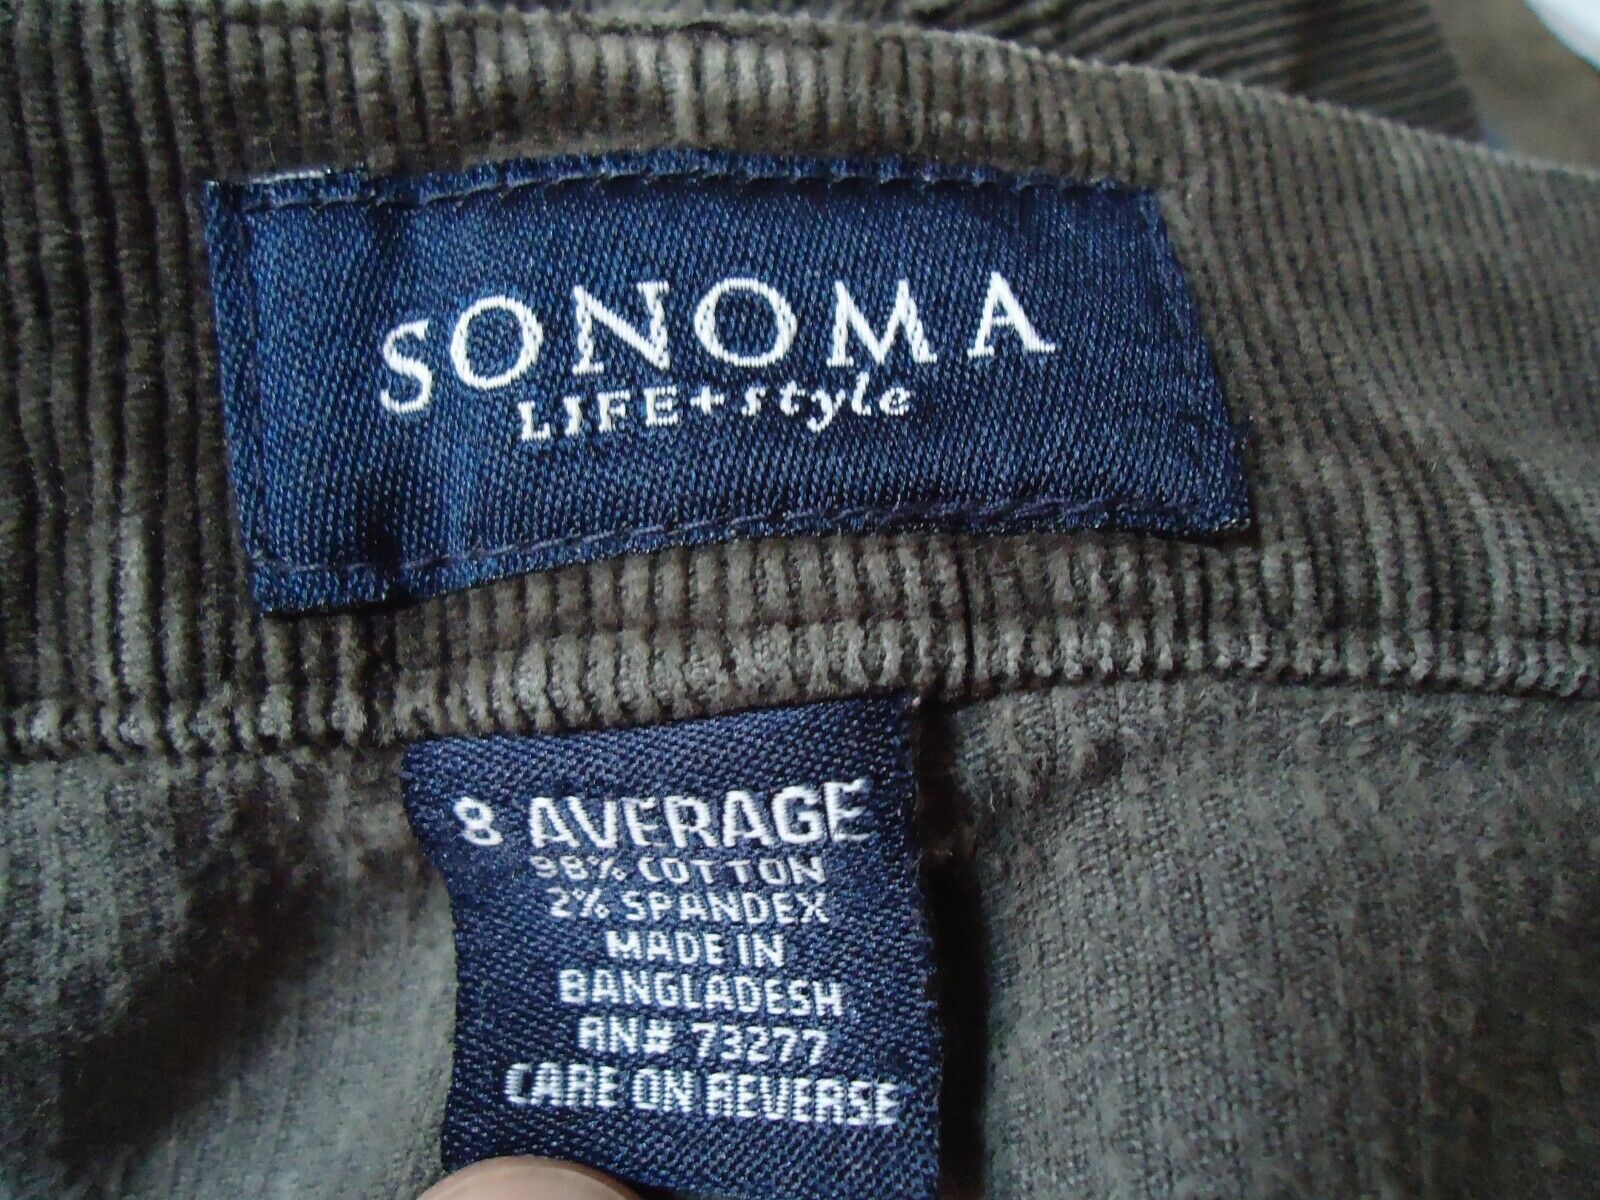 SONOMA
LIFE+style
8 AVERAGE
98% COTTON
2% SPANDEX
MADE IN
BANGLADESH
RN# 73277
CARE ON REVERSE